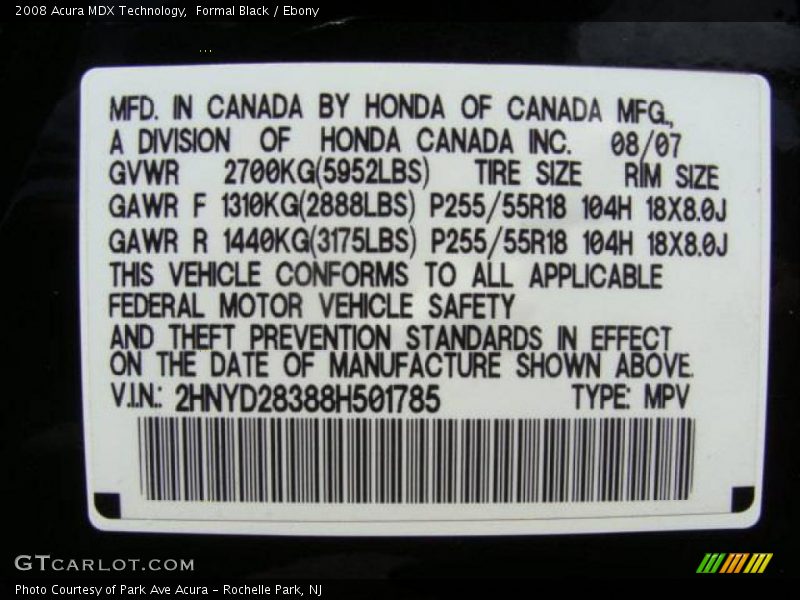 2008 Acura MDX Technology,  Formal Black / Ebony
...
MFD. IN CANADA BY HONDA OF CANADA MFG.,
A DIVISION OF HONDA CANADA INC. 08/07
GVWR 2700KG(5952LBS) TIRE SIZE RIM SIZE
GAWR F 1310KG(2888LBS) P255/55R18 104H 18X8.0J
GAWR R 1440KG(3175LBS) P255/55R18 104H 18X8.0J
THIS VEHICLE CONFORMS TO ALL APPLICABLE
FEDERAL MOTOR VEHICLE SAFETY
AND THEFT PREVENTION STANDARDS IN EFFECT
ON THE DATE OF MANUFACTURE SHOWN ABOVE.
V.I.N.: 2HNYD28388H501785 TYPE: MPV
GTCARLOT.COM
Photo Courtesy of Park Ave Acura - Rochelle Park, NJ